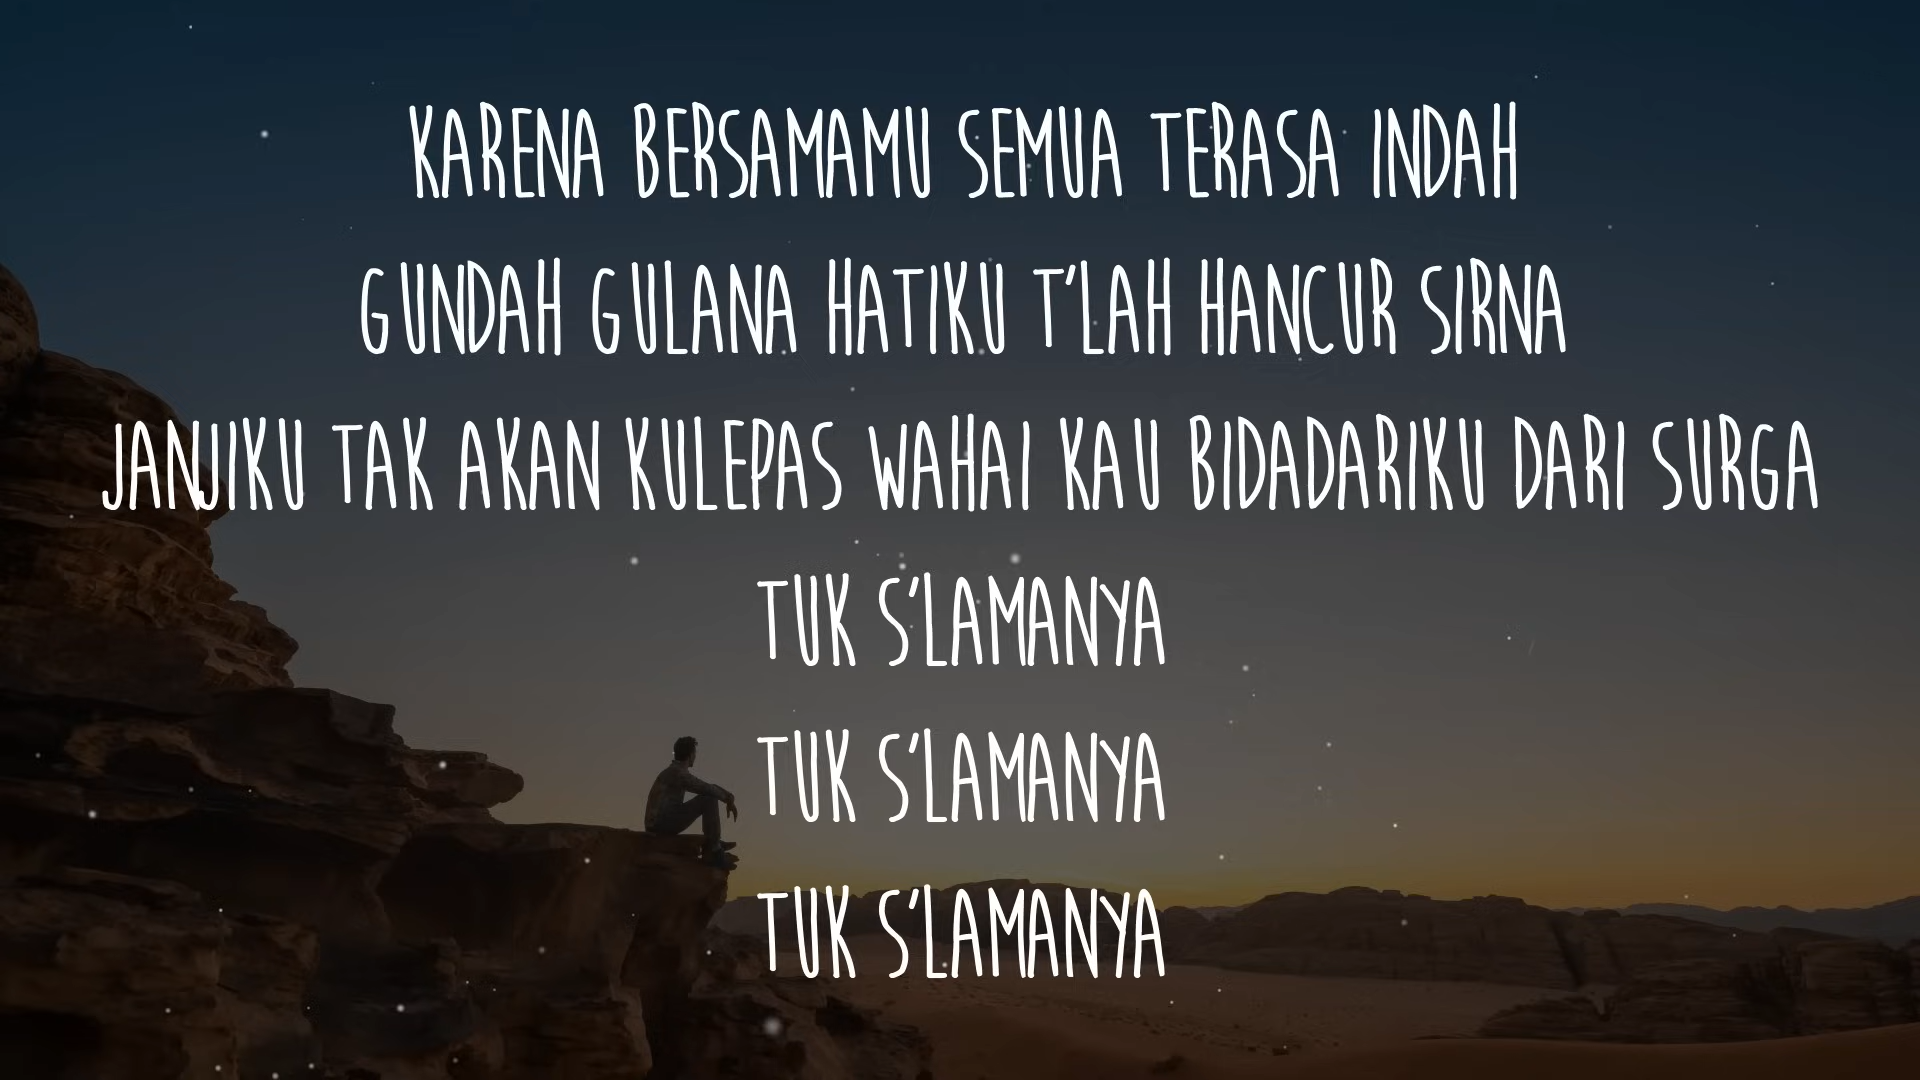 KARENA BERSAMAMU SEMUA TERASA INDAH
GUNDAH GULANA HATIKU T'LAH HANCUR SIRNA
JANJIKU TAK AKAN KULEPAS WAHAI KAU BIDADARIKU DARI SURGA
TUK S'LAMANYA
TUK S'LAMANYA
TUK S'LAMANYA